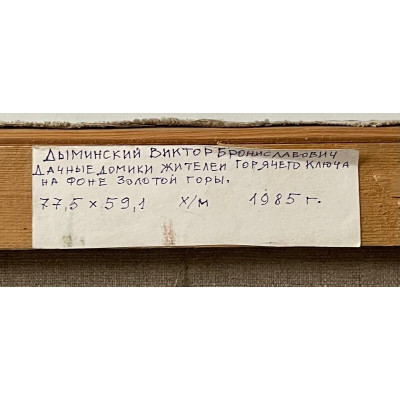 Дыминский Виктор Брониславович
Дачные домики жителей Горячего Ключа
на фоне Золотой горы.
77,5 x 59,1 х/м 1985 г.